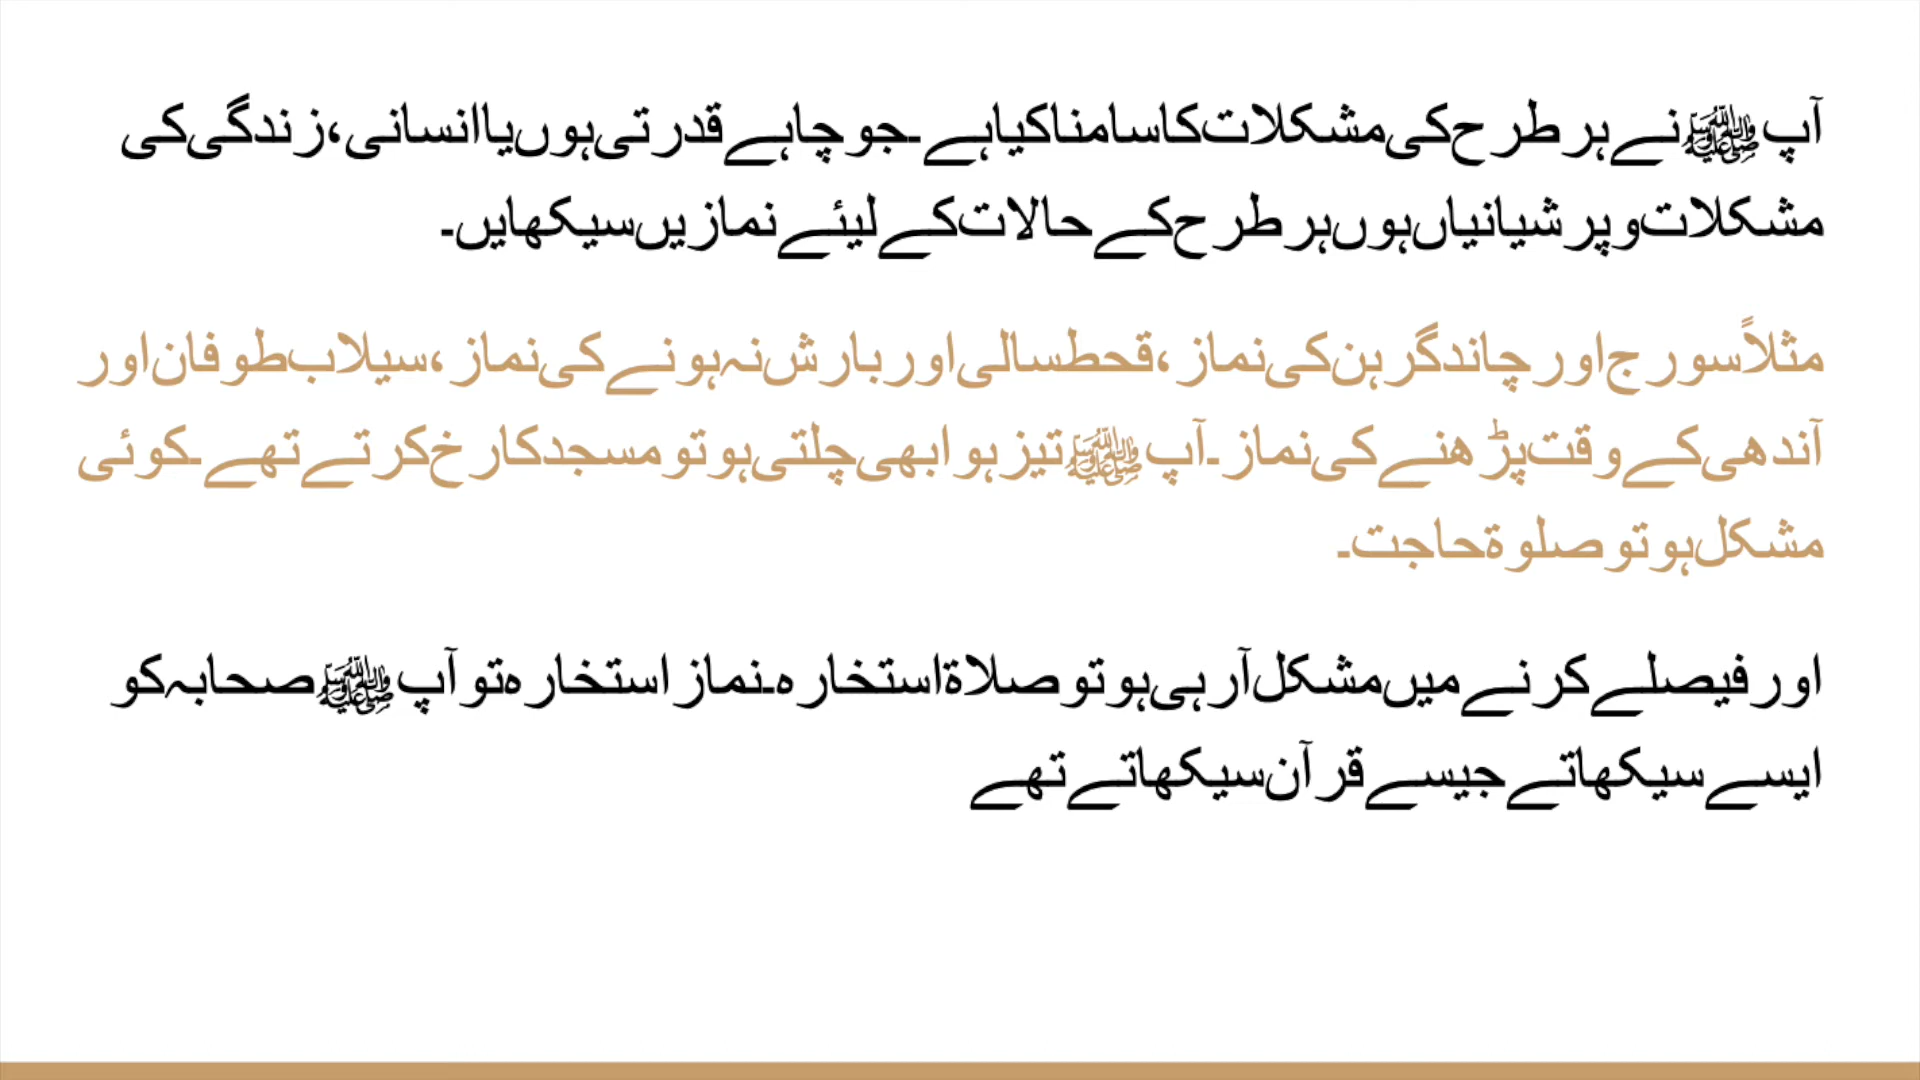 آپ ﷺ نے ہر طرح کی مشکلات کا سامنا کیا ہے ۔ جو چاہے قدرتی ہوں یا انسانی، زندگی کی
مشکلات و پرشیانیاں ہوں ہر طرح کے حالات کے لیئے نمازیں سیکھایں۔
مثلاً سورج اور چاند گرہن کی نماز ، قحط سالی اور بارش نہ ہونے کی نماز ، سیلاب طوفان اور
آندھی کے وقت پڑھنے کی نماز۔ آپ ﷺ تیز ہوا بھی چلتی ہو تو مسجد کا رخ کرتے تھے ۔ کوئی
مشکل ہو تو صلوۃ حاجت۔
اور فیصلے کرنے میں مشکل آرہی ہو تو صلاۃ استخارہ۔ نماز استخارہ تو آپ ﷺ صحابہ کو
ایسے سیکھاتے جیسے قرآن سیکھاتے تھے